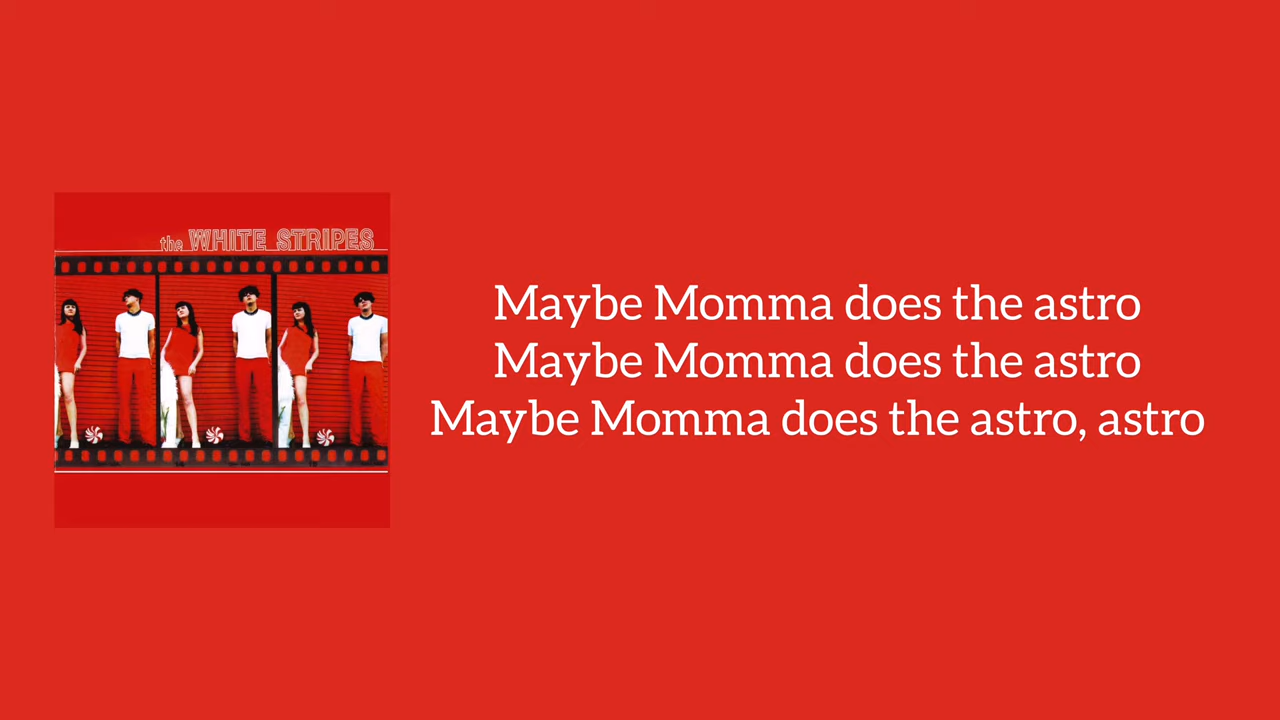 the WHITE STRIPES
Maybe Momma does the astro
Maybe Momma does the astro
Maybe Momma does the astro, astro